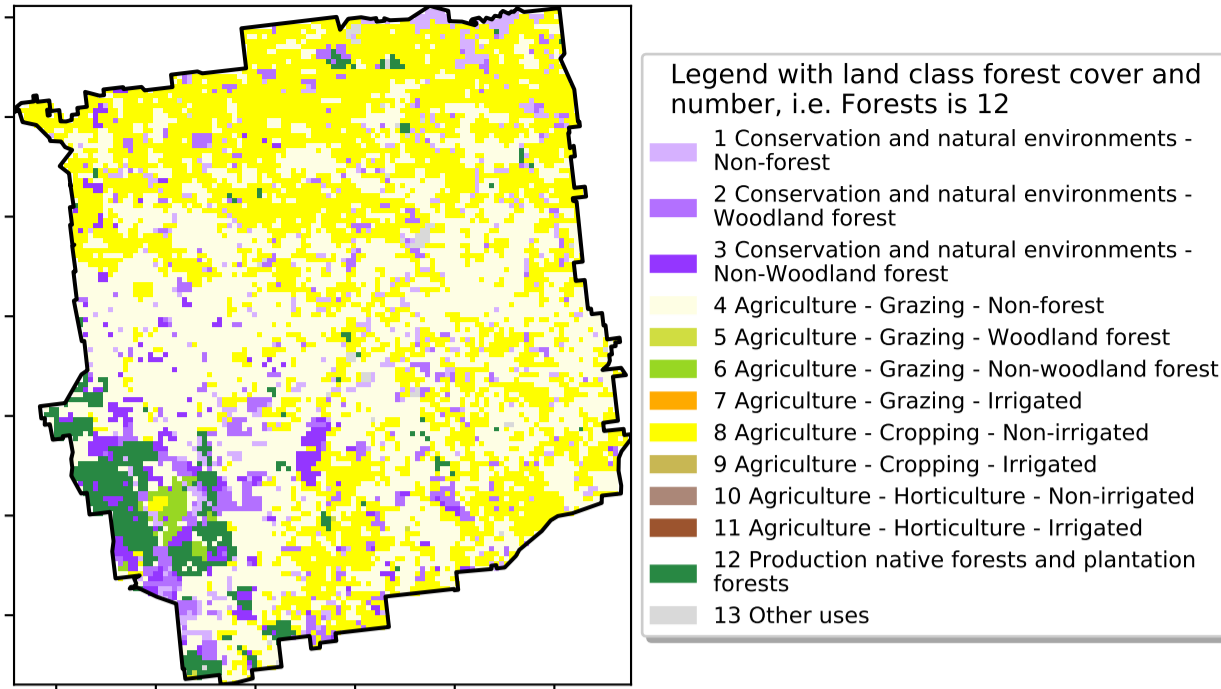 Legend with land class forest cover and
number, i.e. Forests is 12
1 Conservation and natural environments -
Non-forest
2 Conservation and natural environments -
Woodland forest
3 Conservation and natural environments -
Non-Woodland forest
4 Agriculture - Grazing - Non-forest
5 Agriculture - Grazing - Woodland forest
6 Agriculture - Grazing - Non-woodland forest
7 Agriculture - Grazing - Irrigated
8 Agriculture - Cropping - Non-irrigated
9 Agriculture - Cropping - Irrigated
10 Agriculture - Horticulture - Non-irrigated
11 Agriculture - Horticulture - Irrigated
12 Production native forests and plantation
forests
13 Other uses